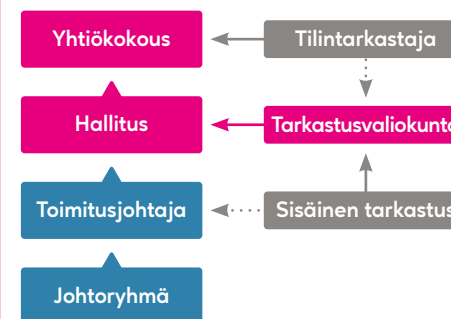 Yhtiökokous
Tilintarkastaja
Hallitus
Tarkastusvaliokunta
Toimitusjohtaja
Sisäinen tarkastus
Johtoryhmä